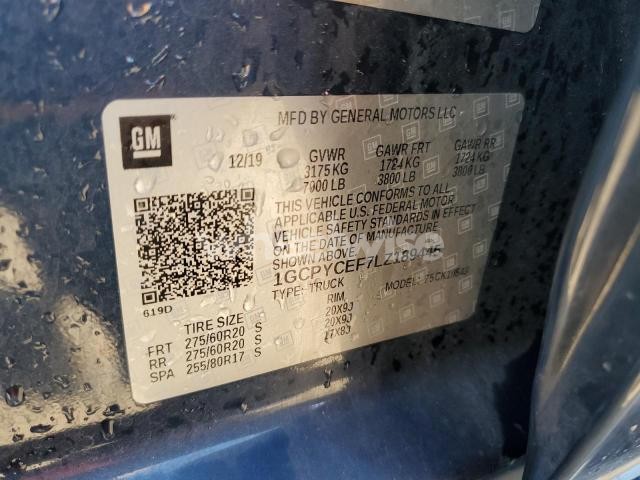 GM
MFD BY GENERAL MOTORS LLC
12/19
GVWR GAWR FRT GAWR RR
3175 KG 1724 KG 1724 KG
7000 LB 3800 LB 3800 LB
THIS VEHICLE CONFORMS TO ALL
APPLICABLE U.S. FEDERAL MOTOR
VEHICLE SAFETY STANDARDS IN EFFECT
ON THE DATE OF MANUFACTURE
SHOWN ABOVE.
TYPE: TRUCK MODEL:
619D
TIRE SIZE RIM
FRT 275/60R20 S 20X9J
RR 275/60R20 S 20X9J
SPA 255/80R17 S 17X8J